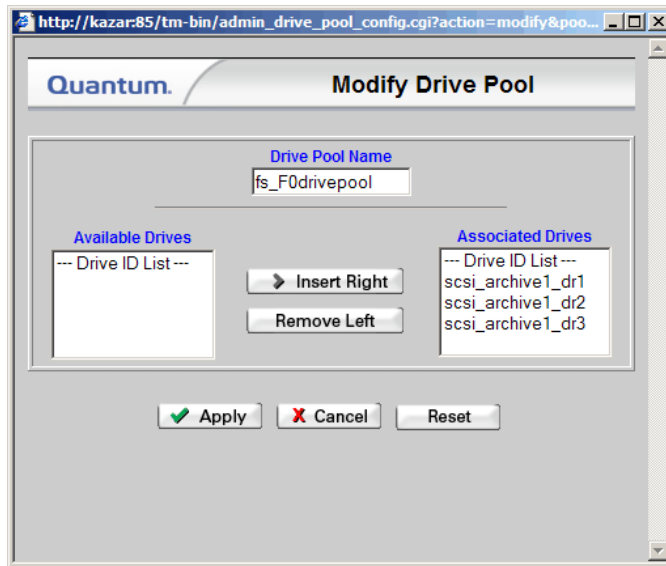 http://kazar:85/tm-bin/admin_drive_pool_config.cgi?action=modify&poo...
Quantum.
Modify Drive Pool
Drive Pool Name
fs_F0drivepool
Available Drives
--- Drive ID List ---
Insert Right
Remove Left
Associated Drives
--- Drive ID List ---
scsi_archive1_dr1
scsi_archive1_dr2
scsi_archive1_dr3
Apply
X Cancel
Reset